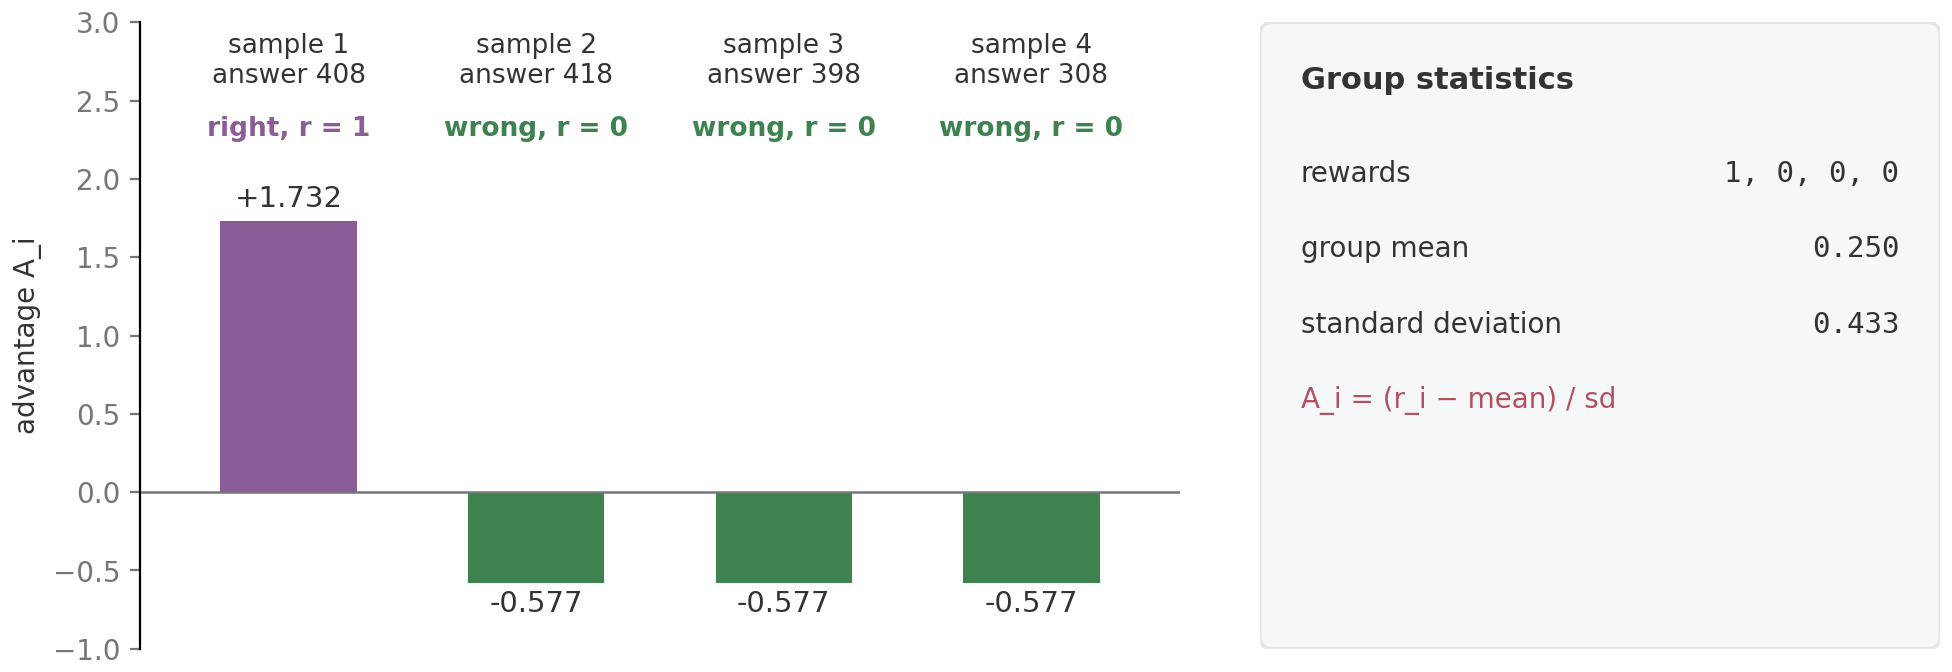 3.0
2.5
2.0
1.5
1.0
0.5
0.0
−0.5
−1.0
advantage A_i
sample 1
answer 408
right, r = 1
+1.732
sample 2
answer 418
wrong, r = 0
-0.577
sample 3
answer 398
wrong, r = 0
-0.577
sample 4
answer 308
wrong, r = 0
-0.577
Group statistics
rewards 1, 0, 0, 0
group mean 0.250
standard deviation 0.433
A_i = (r_i − mean) / sd